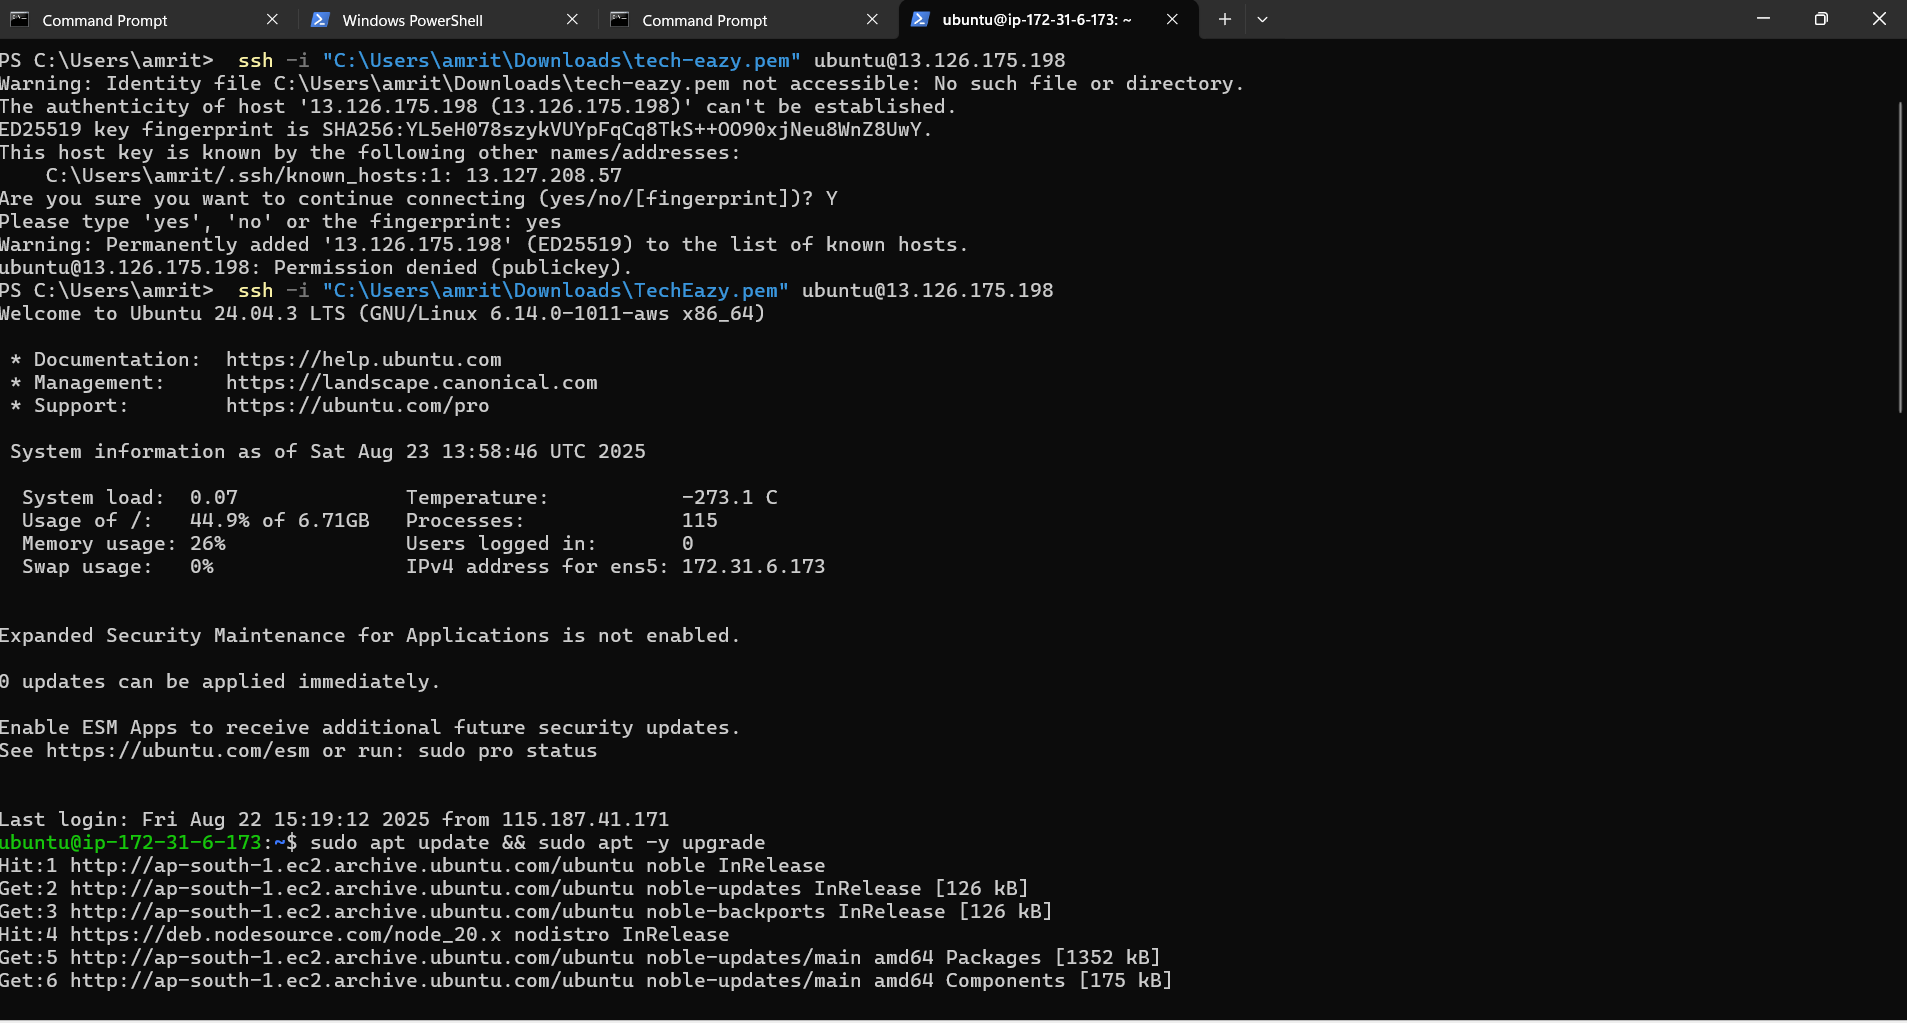 Command Prompt
Windows PowerShell
Command Prompt
ubuntu@ip-172-31-6-173: ~
PS C:\Users\amrit>  ssh -i "C:\Users\amrit\Downloads\tech-eazy.pem" ubuntu@13.126.175.198
Warning: Identity file C:\Users\amrit\Downloads\tech-eazy.pem not accessible: No such file or directory.
The authenticity of host '13.126.175.198 (13.126.175.198)' can't be established.
ED25519 key fingerprint is SHA256:YL5eH078szykVUYpFqCq8TkS++OO90xjNeu8WnZ8UwY.
This host key is known by the following other names/addresses:
    C:\Users\amrit/.ssh/known_hosts:1: 13.127.208.57
Are you sure you want to continue connecting (yes/no/[fingerprint])? Y
Please type 'yes', 'no' or the fingerprint: yes
Warning: Permanently added '13.126.175.198' (ED25519) to the list of known hosts.
ubuntu@13.126.175.198: Permission denied (publickey).
PS C:\Users\amrit>  ssh -i "C:\Users\amrit\Downloads\TechEazy.pem" ubuntu@13.126.175.198
Welcome to Ubuntu 24.04.3 LTS (GNU/Linux 6.14.0-1011-aws x86_64)
 * Documentation:  https://help.ubuntu.com
 * Management:     https://landscape.canonical.com
 * Support:        https://ubuntu.com/pro
 System information as of Sat Aug 23 13:58:46 UTC 2025
  System load:  0.07              Temperature:           -273.1 C
  Usage of /:   44.9% of 6.71GB   Processes:             115
  Memory usage: 26%               Users logged in:       0
  Swap usage:   0%                IPv4 address for ens5: 172.31.6.173
Expanded Security Maintenance for Applications is not enabled.
0 updates can be applied immediately.
Enable ESM Apps to receive additional future security updates.
See https://ubuntu.com/esm or run: sudo pro status
Last login: Fri Aug 22 15:19:12 2025 from 115.187.41.171
ubuntu@ip-172-31-6-173:~$ sudo apt update && sudo apt -y upgrade
Hit:1 http://ap-south-1.ec2.archive.ubuntu.com/ubuntu noble InRelease
Get:2 http://ap-south-1.ec2.archive.ubuntu.com/ubuntu noble-updates InRelease [126 kB]
Get:3 http://ap-south-1.ec2.archive.ubuntu.com/ubuntu noble-backports InRelease [126 kB]
Hit:4 https://deb.nodesource.com/node_20.x nodistro InRelease
Get:5 http://ap-south-1.ec2.archive.ubuntu.com/ubuntu noble-updates/main amd64 Packages [1352 kB]
Get:6 http://ap-south-1.ec2.archive.ubuntu.com/ubuntu noble-updates/main amd64 Components [175 kB]